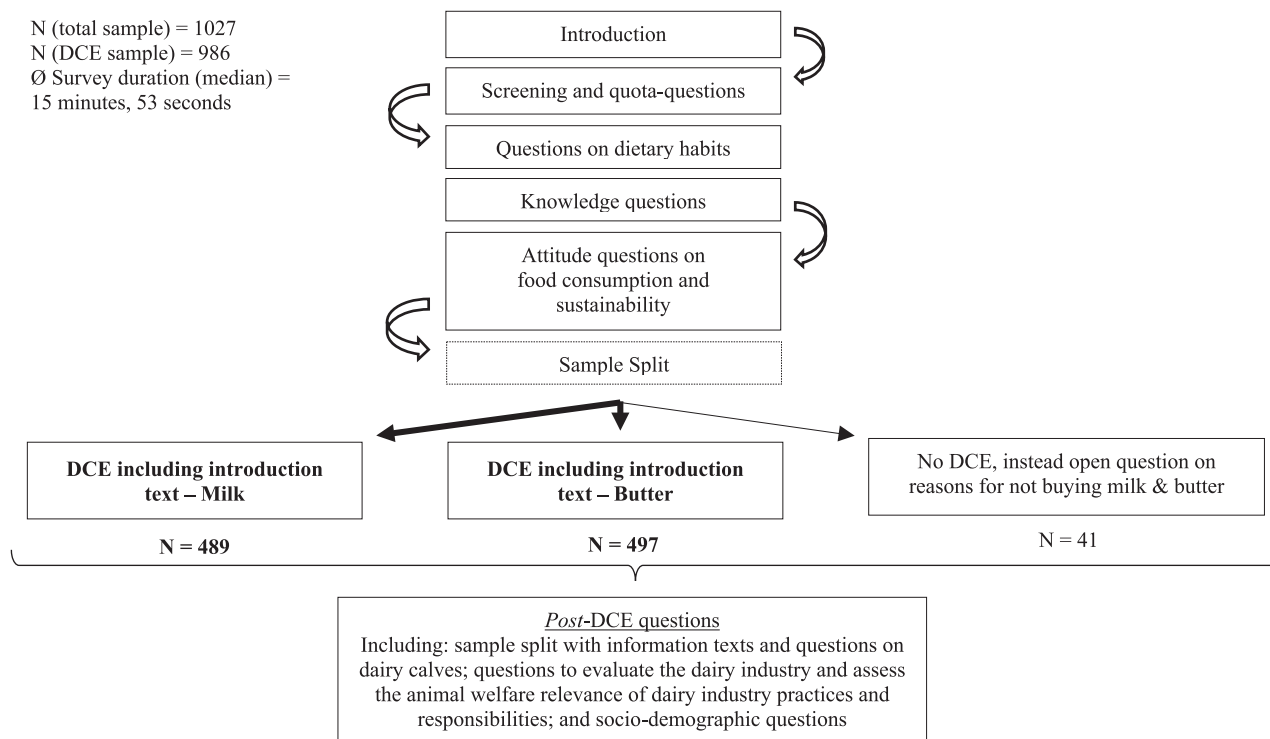 N (total sample) = 1027
N (DCE sample) = 986
Ø Survey duration (median) =
15 minutes, 53 seconds
Introduction
Screening and quota-questions
Questions on dietary habits
Knowledge questions
Attitude questions on
food consumption and
sustainability
Sample Split
DCE including introduction
text – Milk
N = 489
DCE including introduction
text – Butter
N = 497
No DCE, instead open question on
reasons for not buying milk & butter
N = 41
Post-DCE questions
Including: sample split with information texts and questions on
dairy calves; questions to evaluate the dairy industry and assess
the animal welfare relevance of dairy industry practices and
responsibilities; and socio-demographic questions